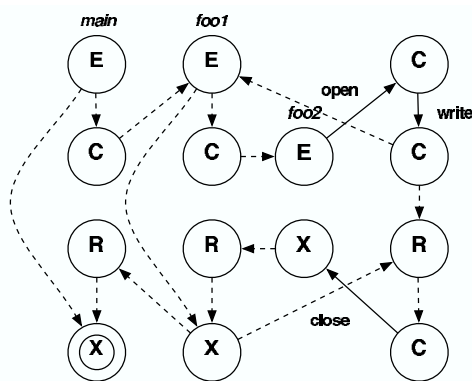 main foo1
E E C
open
foo2
write
C C E C
R R X R
close
X X C